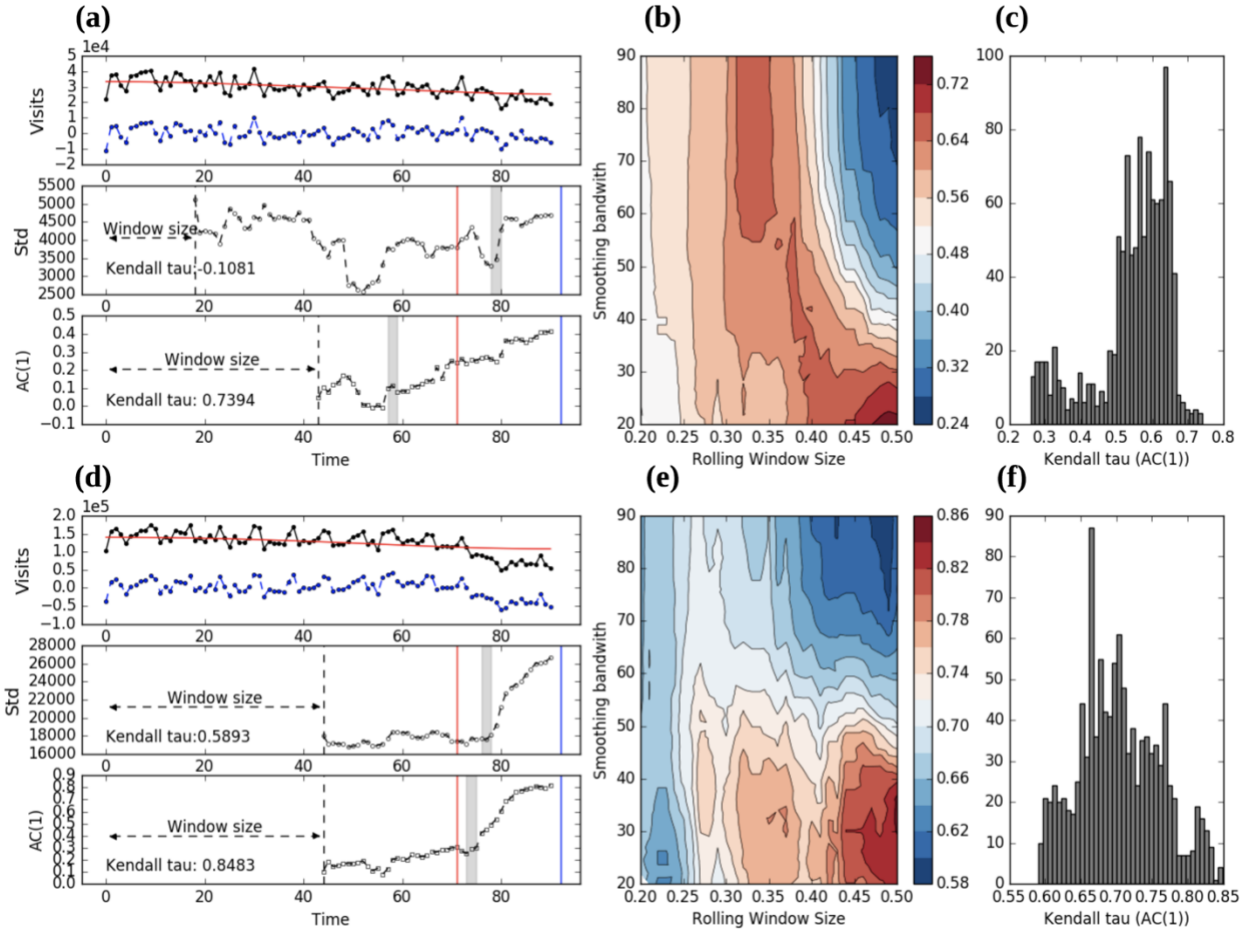 (a) (b) (c)
1e4
5
4
3
2
1
0
−1
−2
Visits
0 20 40 60 80
5500
5000
4500
4000
3500
3000
2500
Std
Window size
Kendall tau:-0.1081
0 20 40 60 80
0.5
0.4
0.3
0.2
0.1
0.0
−0.1
AC(1)
Window size
Kendall tau: 0.7394
0 20 40 60 80
Time
90
80
70
60
50
40
30
20
Smoothing bandwith
0.20 0.25 0.30 0.35 0.40 0.45 0.50
Rolling Window Size
0.72
0.64
0.56
0.48
0.40
0.32
0.24
100
80
60
40
20
0
0.2 0.3 0.4 0.5 0.6 0.7 0.8
Kendall tau (AC(1))
(d) (e) (f)
1e5
2.0
1.5
1.0
0.5
0.0
−0.5
−1.0
Visits
0 20 40 60 80
28000
26000
24000
22000
20000
18000
16000
Std
Window size
Kendall tau:0.5893
0 20 40 60 80
0.9
0.8
0.7
0.6
0.5
0.4
0.3
0.2
0.1
0.0
AC(1)
Window size
Kendall tau: 0.8483
0 20 40 60 80
Time
90
80
70
60
50
40
30
20
Smoothing bandwith
0.20 0.25 0.30 0.35 0.40 0.45 0.50
Rolling Window Size
0.86
0.82
0.78
0.74
0.70
0.66
0.62
0.58
90
80
70
60
50
40
30
20
10
0
0.55 0.60 0.65 0.70 0.75 0.80 0.85
Kendall tau (AC(1))